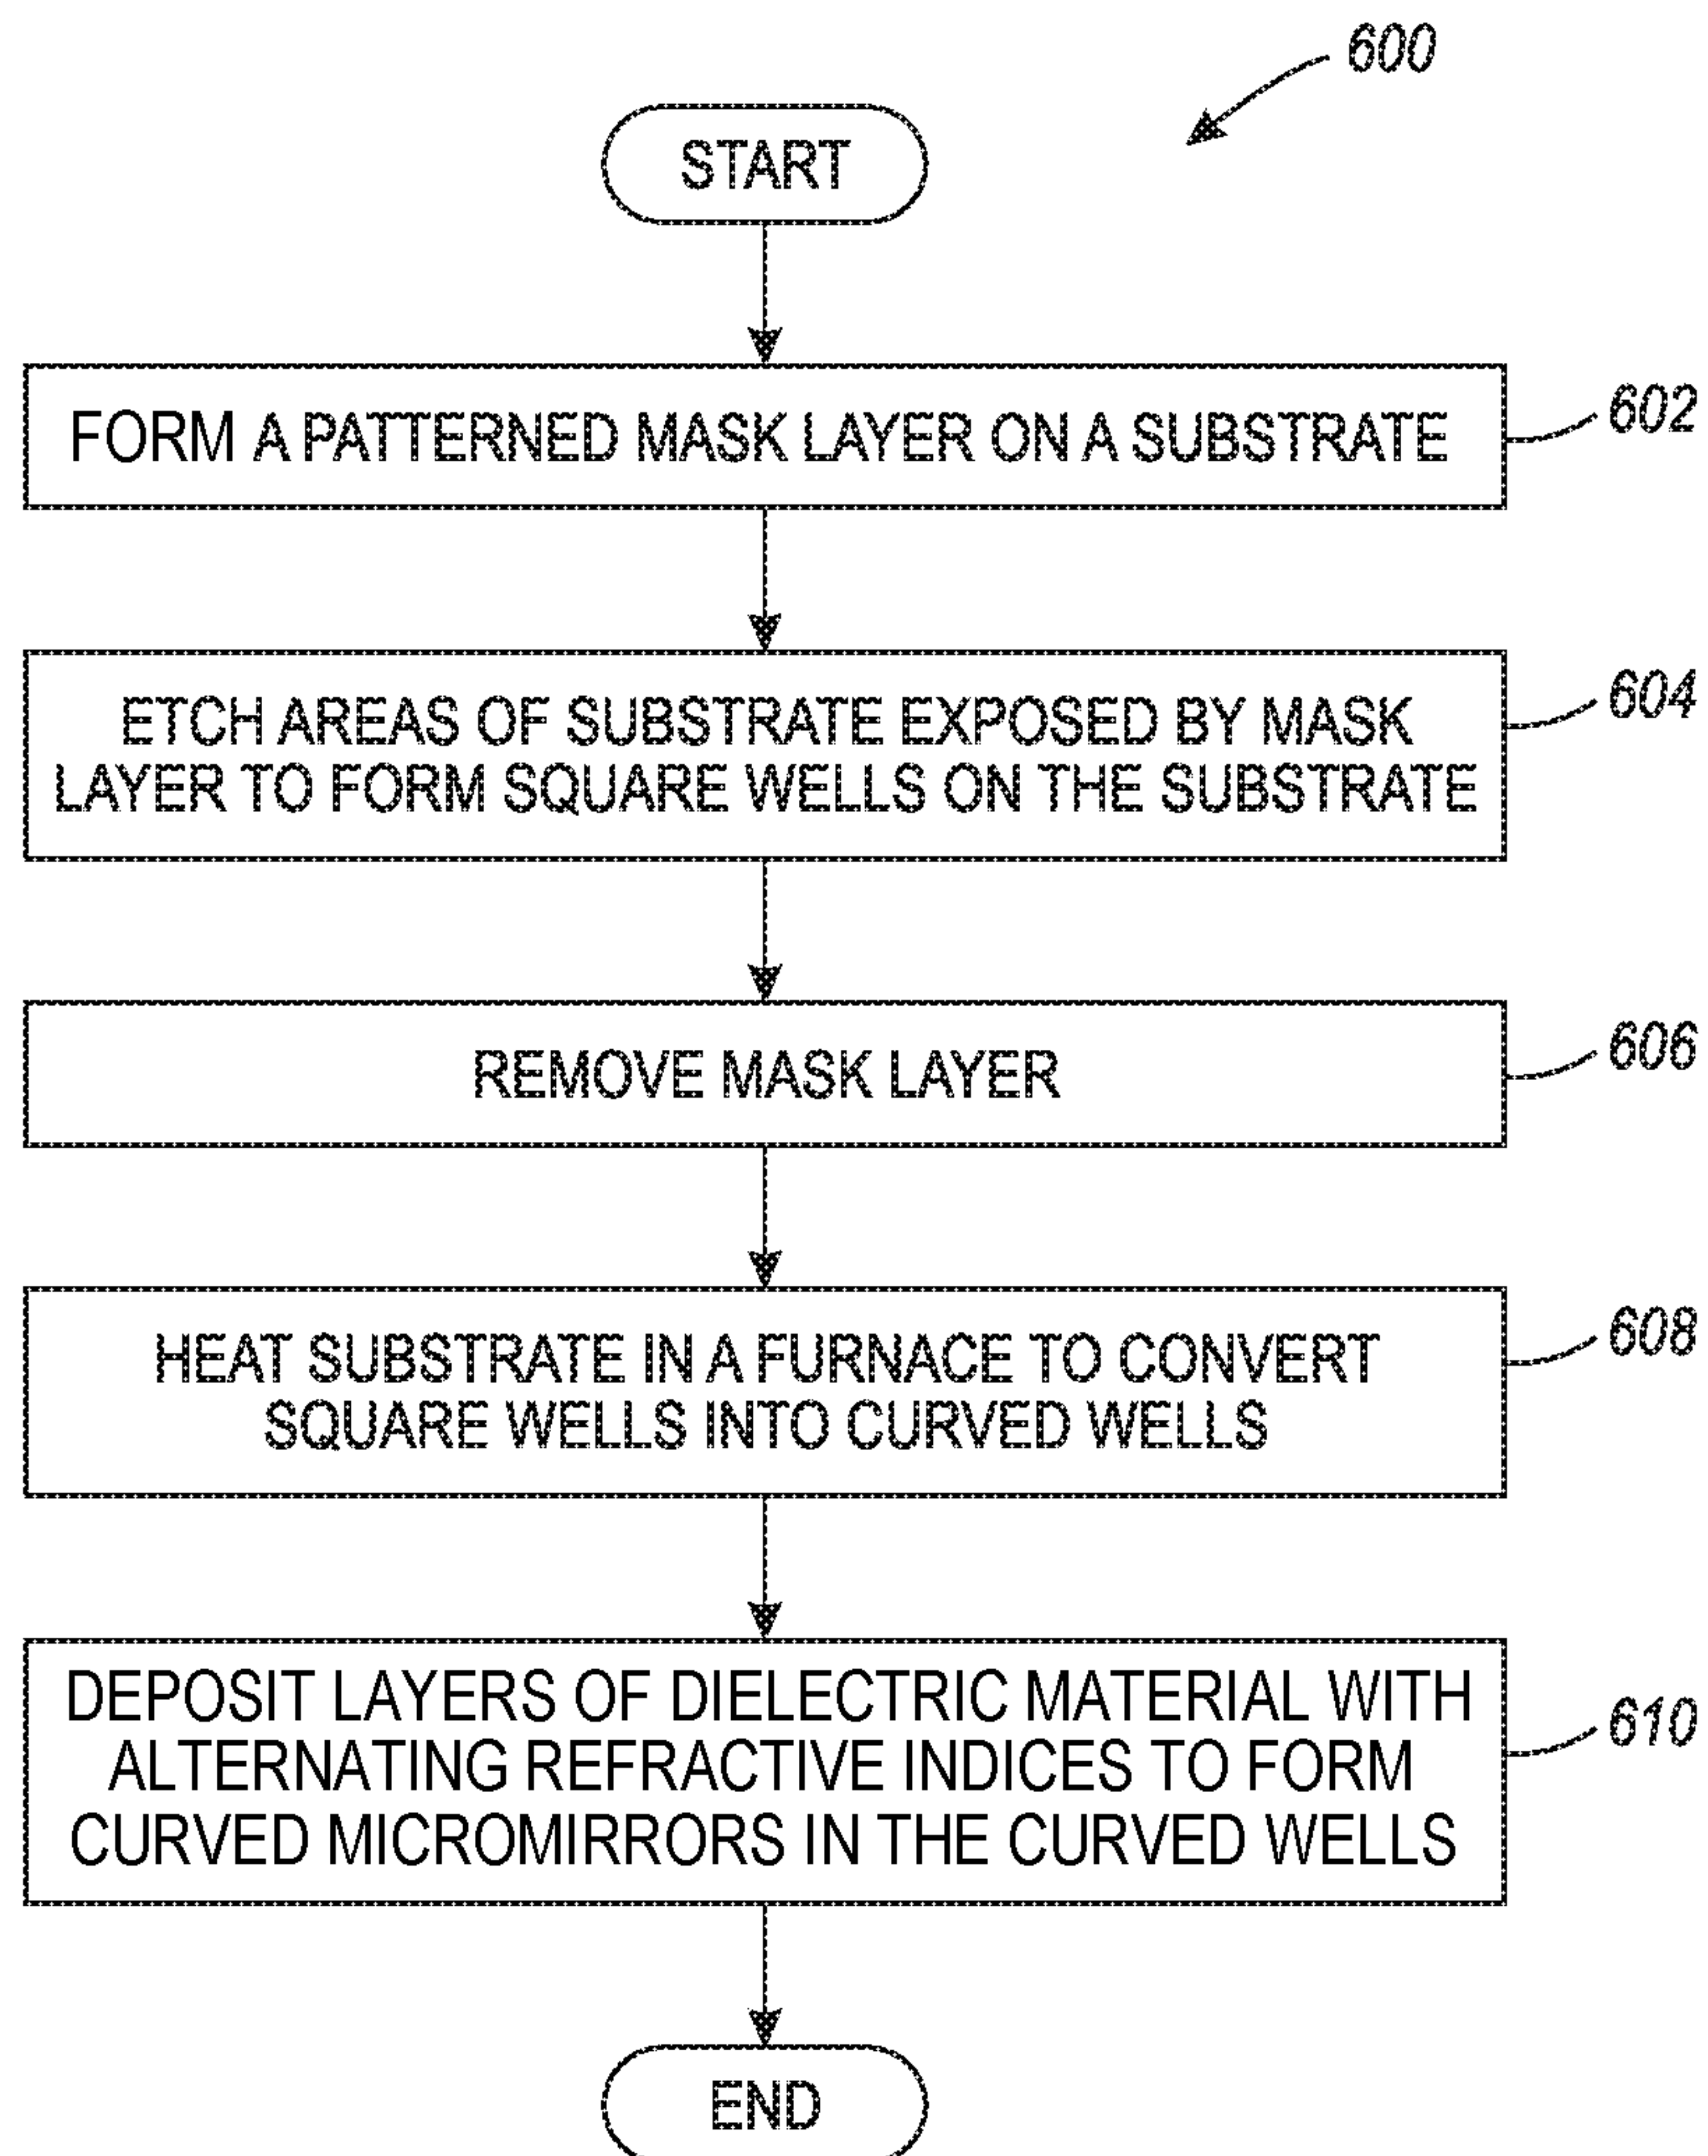 600
START
FORM A PATTERNED MASK LAYER ON A SUBSTRATE
602
ETCH AREAS OF SUBSTRATE EXPOSED BY MASK
LAYER TO FORM SQUARE WELLS ON THE SUBSTRATE
604
REMOVE MASK LAYER
606
HEAT SUBSTRATE IN A FURNACE TO CONVERT
SQUARE WELLS INTO CURVED WELLS
608
DEPOSIT LAYERS OF DIELECTRIC MATERIAL WITH
ALTERNATING REFRACTIVE INDICES TO FORM
CURVED MICROMIRRORS IN THE CURVED WELLS
610
END